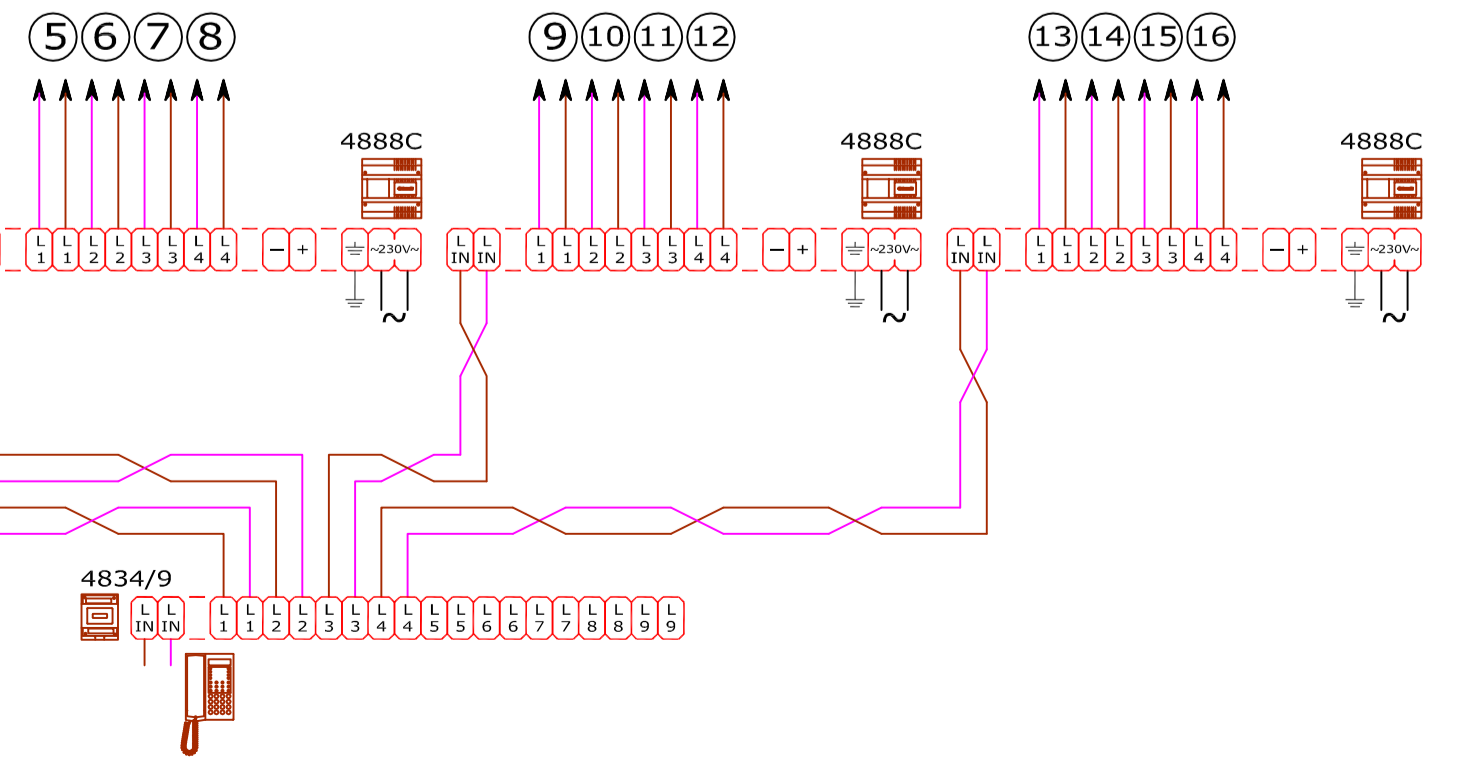 5 6 7 8 9 10 11 12 13 14 15 16
4888C 4888C 4888C
L 1 L 1 L 2 L 2 L 3 L 3 L 4 L 4 − + ~230V~ L IN L IN L 1 L 1 L 2 L 2 L 3 L 3 L 4 L 4 − + ~230V~ L IN L IN L 1 L 1 L 2 L 2 L 3 L 3 L 4 L 4 − + ~230V~
~ ~ ~
4834/9
L IN L IN L 1 L 1 L 2 L 2 L 3 L 3 L 4 L 4 L 5 L 5 L 6 L 6 L 7 L 7 L 8 L 8 L 9 L 9